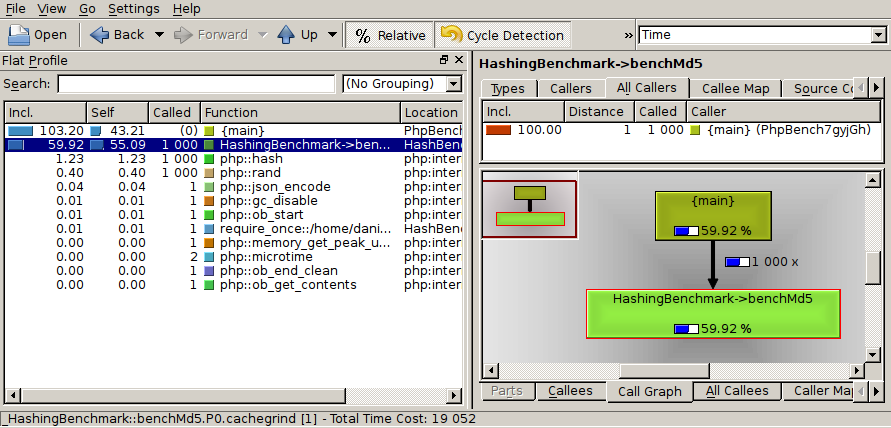 File View Go Settings Help
Open Back Forward Up % Relative Cycle Detection » Time
Flat Profile
Search: (No Grouping)
Incl. Self Called Function Location
103.20 43.21 (0) {main} PhpBench
59.92 55.09 1 000 HashingBenchmark->ben... HashBenc
1.23 1.23 1 000 php::hash php:inter
0.40 0.40 1 000 php::rand php:inter
0.04 0.04 1 php::json_encode php:inter
0.01 0.01 1 php::gc_disable php:inter
0.01 0.01 1 php::ob_start php:inter
0.01 0.01 1 require_once::/home/dani... HashBenc
0.00 0.00 1 php::memory_get_peak_u... php:inter
0.00 0.00 2 php::microtime php:inter
0.00 0.00 1 php::ob_end_clean php:inter
0.00 0.00 1 php::ob_get_contents php:inter
HashingBenchmark->benchMd5
Types Callers All Callers Callee Map Source Co
Incl. Distance Called Caller
100.00 1 1 000 {main} (PhpBench7gyjGh)
{main}
59.92 %
1 000 x
HashingBenchmark->benchMd5
59.92 %
Parts Callees Call Graph All Callees Caller Map
_HashingBenchmark::benchMd5.P0.cachegrind [1] - Total Time Cost: 19 052